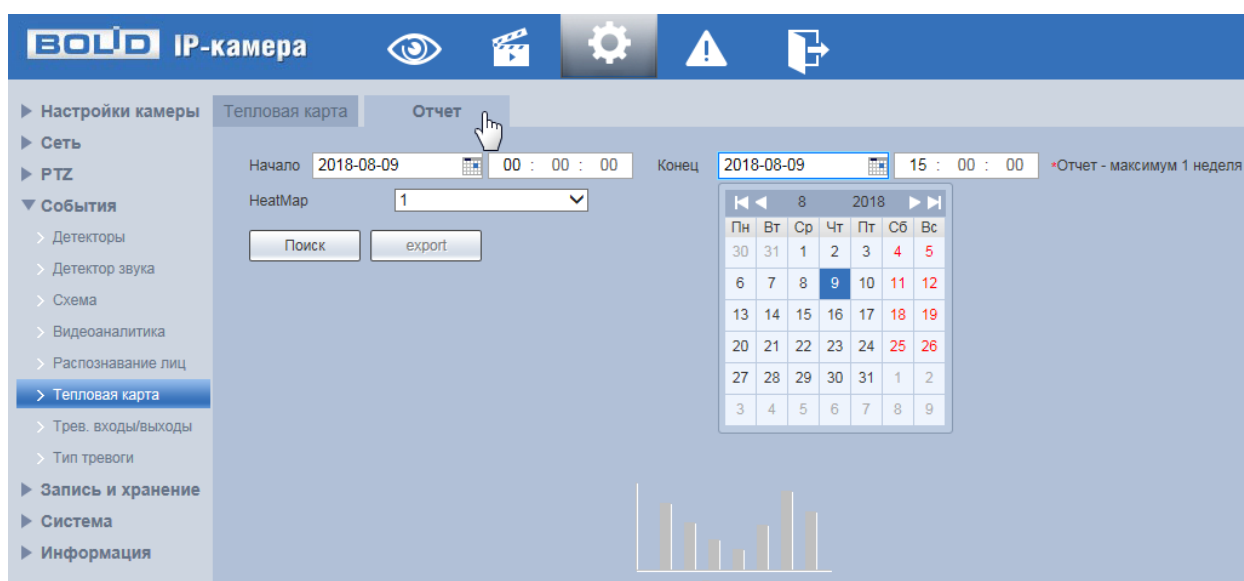 BOLID IP-камера
Настройки камеры
Сеть
PTZ
События
Детекторы
Детектор звука
Схема
Видеоаналитика
Распознавание лиц
Тепловая карта
Трев. входы/выходы
Тип тревоги
Запись и хранение
Система
Информация
Тепловая карта Отчет
Начало 2018-08-09 00 : 00 : 00 Конец 2018-08-09 15 : 00 : 00 *Отчет - максимум 1 неделя
HeatMap 1
Поиск export
8 2018
Пн Вт Ср Чт Пт Сб Вс
30 31 1 2 3 4 5
6 7 8 9 10 11 12
13 14 15 16 17 18 19
20 21 22 23 24 25 26
27 28 29 30 31 1 2
3 4 5 6 7 8 9